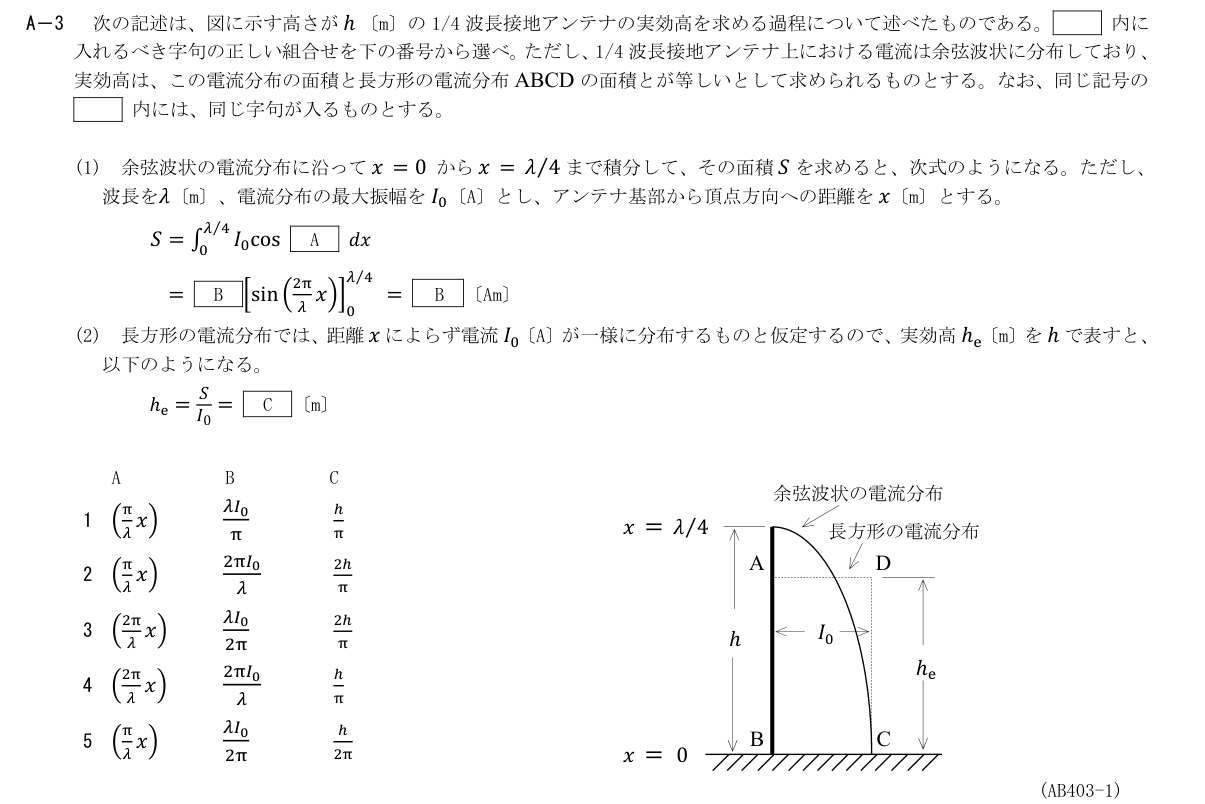 A－3　次の記述は、図に示す高さが h〔m〕の 1/4 波長接地アンテナの実効高を求める過程について述べたものである。□ 内に
入れるべき字句の正しい組合せを下の番号から選べ。ただし、1/4 波長接地アンテナ上における電流は余弦波状に分布しており、
実効高は、この電流分布の面積と長方形の電流分布 ABCD の面積とが等しいとして求められるものとする。なお、同じ記号の
□ 内には、同じ字句が入るものとする。
(1)　余弦波状の電流分布に沿って x = 0 から x = λ/4 まで積分して、その面積 S を求めると、次式のようになる。ただし、
波長をλ〔m〕、電流分布の最大振幅を I₀〔A〕とし、アンテナ基部から頂点方向への距離を x〔m〕とする。
S = ∫₀^{λ/4} I₀cos [A] dx
= [B] [sin (2π/λ x)]₀^{λ/4} = [B]〔Am〕
(2)　長方形の電流分布では、距離 x によらず電流 I₀〔A〕が一様に分布するものと仮定するので、実効高 hₑ〔m〕を h で表すと、
以下のようになる。
hₑ = S/I₀ = [C]〔m〕
A　B　C
1　(π/λ x)　λI₀/π　h/π
2　(π/λ x)　2πI₀/λ　2h/π
3　(2π/λ x)　λI₀/2π　2h/π
4　(2π/λ x)　2πI₀/λ　h/π
5　(π/λ x)　λI₀/2π　h/2π
余弦波状の電流分布
x = λ/4
長方形の電流分布
A　D
h　I₀　hₑ
B　C
x = 0
(AB403-1)